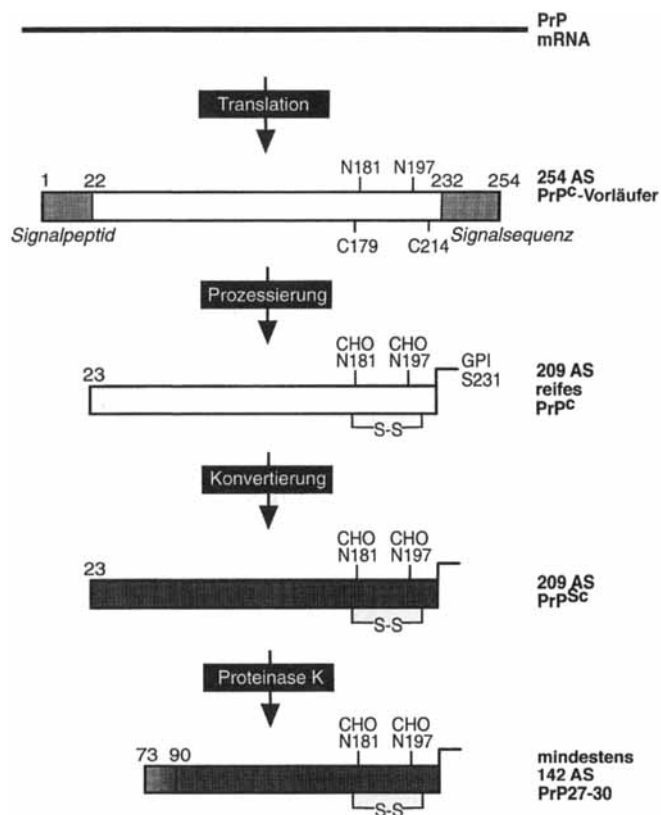 PrP
mRNA
Translation
1 22 N181 N197 232 254
254 AS
PrPC-Vorläufer
Signalpeptid C179 C214 Signalsequenz
Prozessierung
23 CHO N181 CHO N197 GPI S231
S-S
209 AS
reifes
PrPC
Konvertierung
23 CHO N181 CHO N197
S-S
209 AS
PrPSc
Proteinase K
73 90 CHO N181 CHO N197
S-S
mindestens
142 AS
PrP27-30